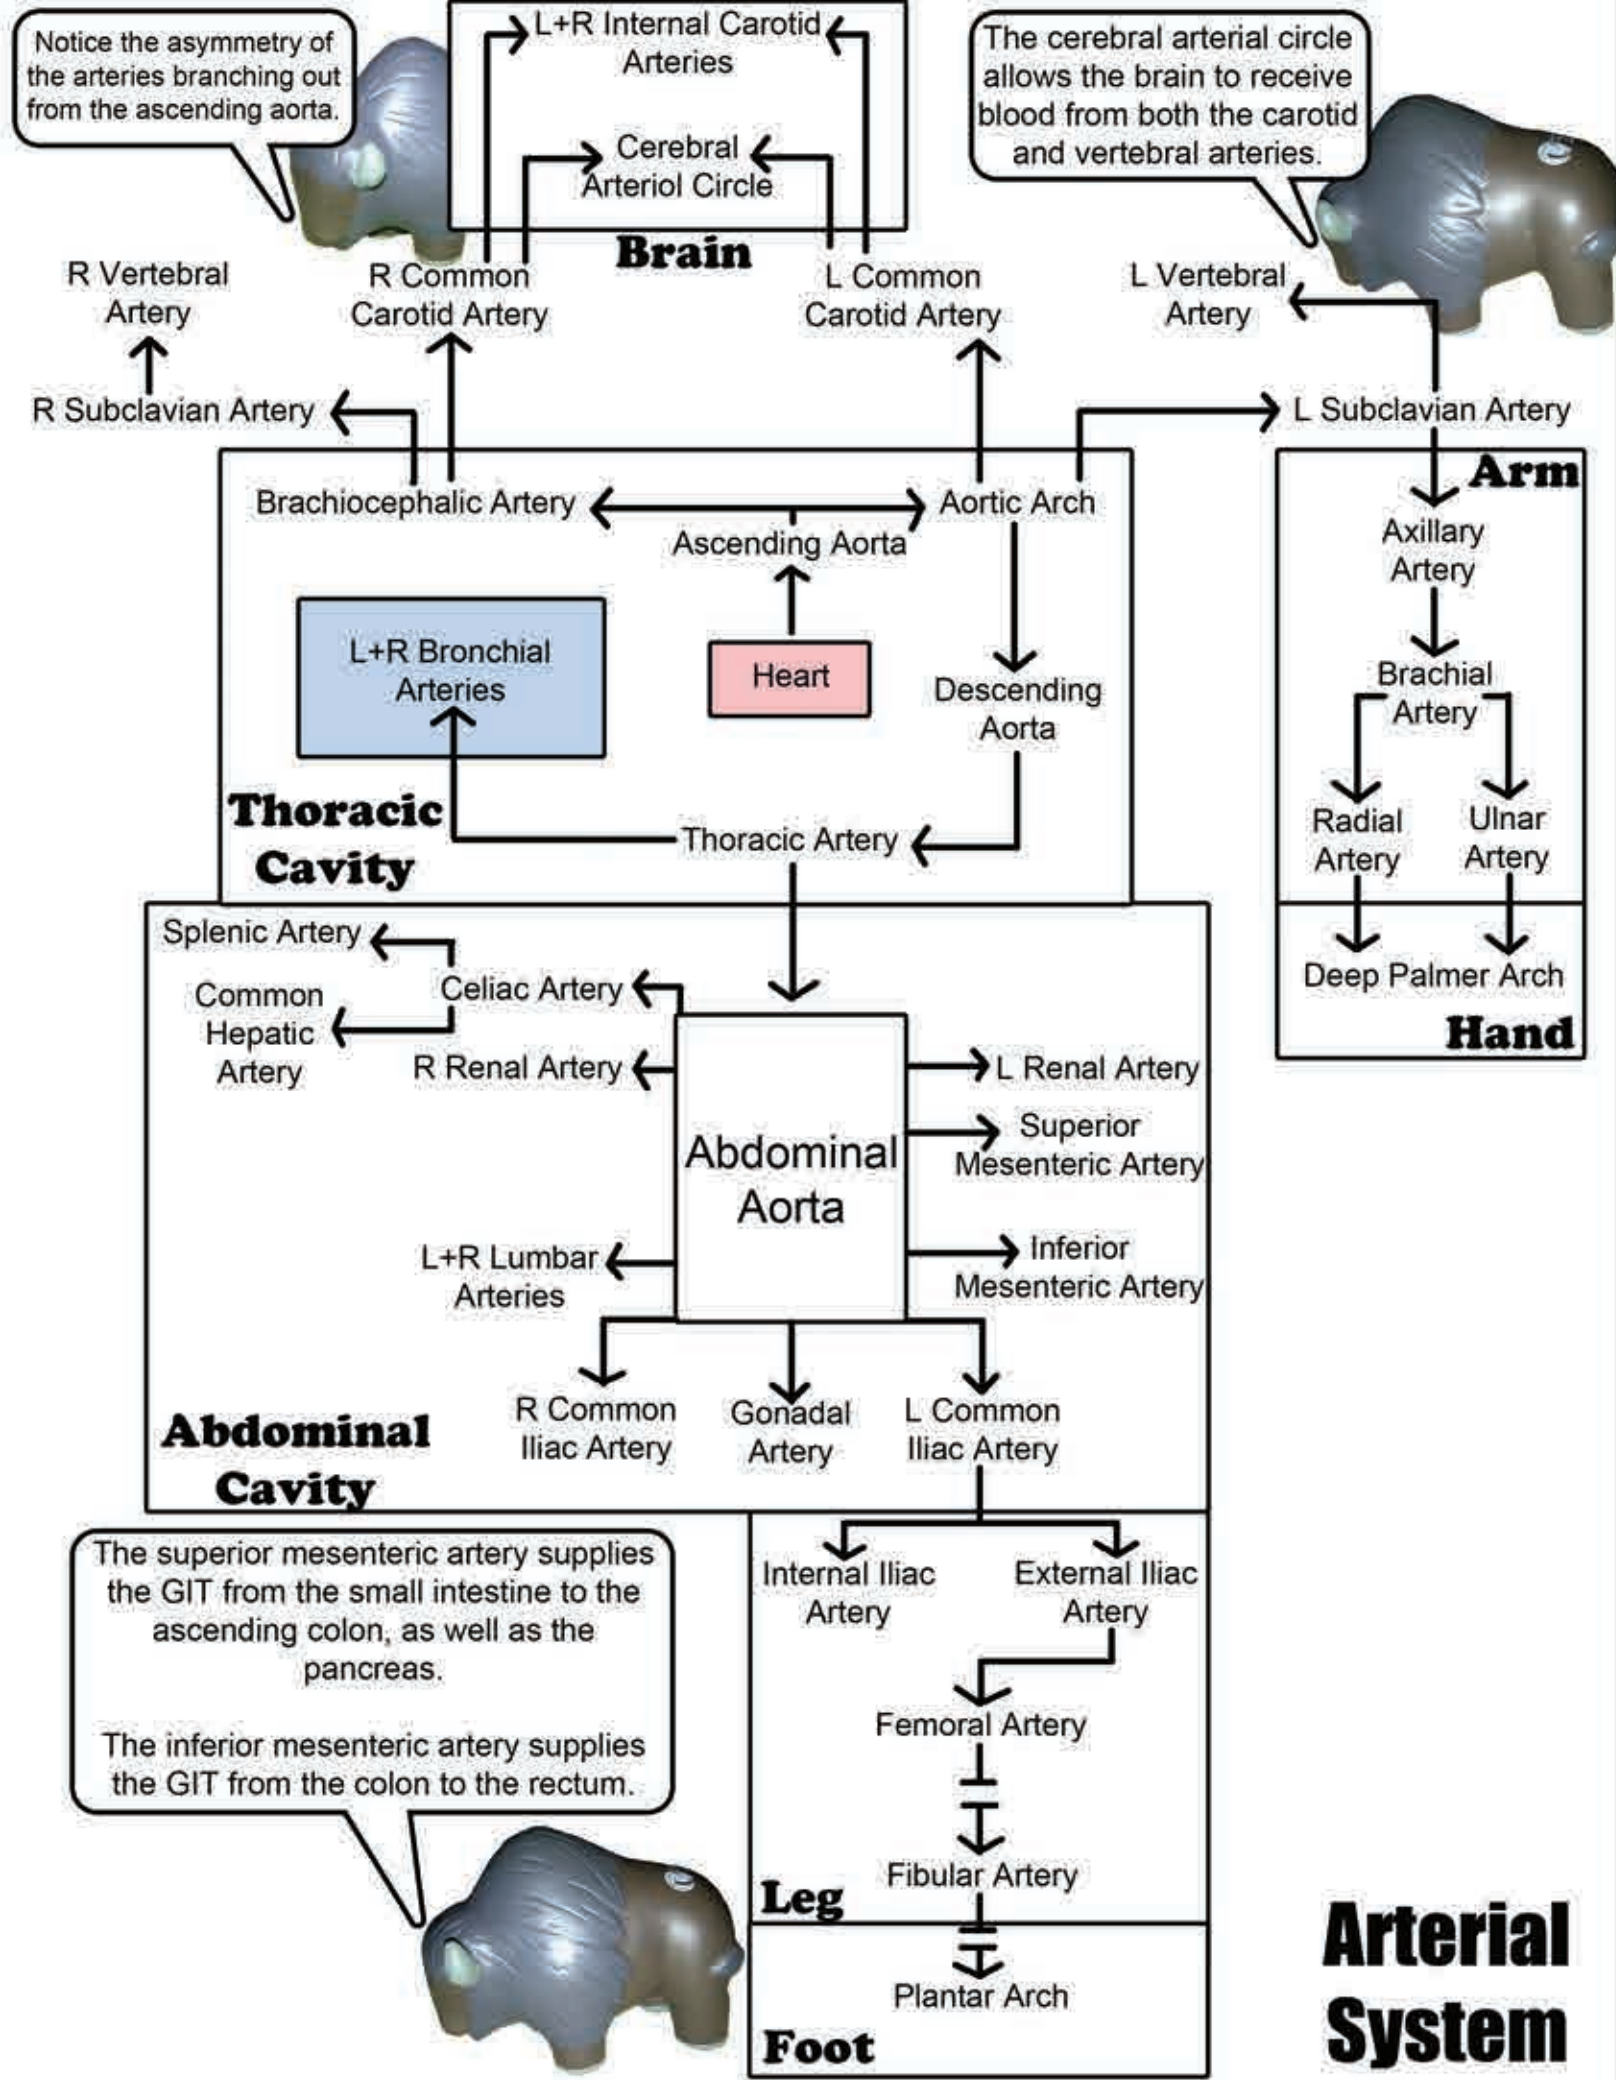 Notice the asymmetry of
the arteries branching out
from the ascending aorta.
L+R Internal Carotid
Arteries
Cerebral
Arteriol Circle
Brain
The cerebral arterial circle
allows the brain to receive
blood from both the carotid
and vertebral arteries.
R Vertebral
Artery
R Common
Carotid Artery
L Common
Carotid Artery
L Vertebral
Artery
R Subclavian Artery
L Subclavian Artery
Brachiocephalic Artery
Aortic Arch
Ascending Aorta
L+R Bronchial
Arteries
Heart
Descending
Aorta
Thoracic Artery
Thoracic
Cavity
Arm
Axillary
Artery
Brachial
Artery
Radial
Artery
Ulnar
Artery
Deep Palmer Arch
Hand
Splenic Artery
Celiac Artery
Common
Hepatic
Artery
R Renal Artery
L Renal Artery
Superior
Mesenteric Artery
Abdominal
Aorta
L+R Lumbar
Arteries
Inferior
Mesenteric Artery
R Common
Iliac Artery
Gonadal
Artery
L Common
Iliac Artery
Abdominal
Cavity
The superior mesenteric artery supplies
the GIT from the small intestine to the
ascending colon, as well as the
pancreas.
The inferior mesenteric artery supplies
the GIT from the colon to the rectum.
Internal Iliac
Artery
External Iliac
Artery
Femoral Artery
Fibular Artery
Leg
Plantar Arch
Foot
Arterial
System